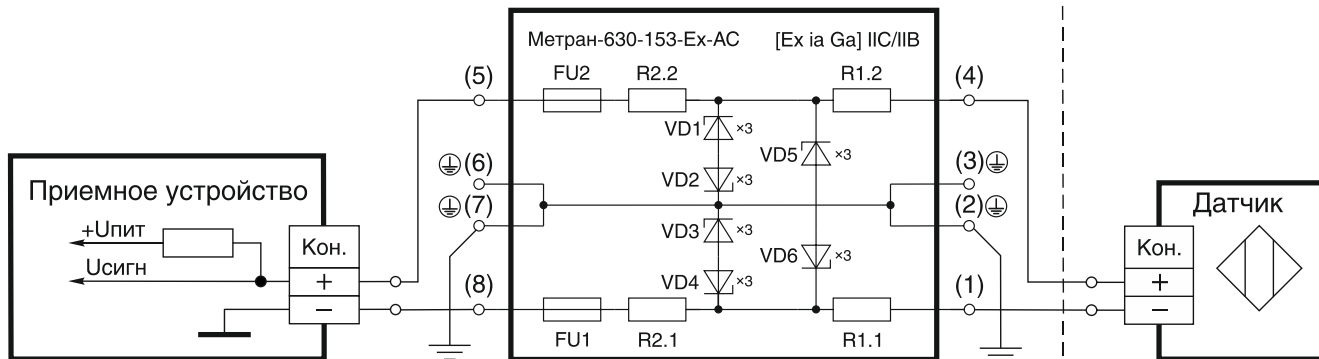 Метран-630-153-Ex-AC [Ex ia Ga] IIC/IIB
(5) FU2 R2.2 R1.2 (4)
VD1 ×3
VD5 ×3
(6) VD2 ×3 (3)
Приемное устройство
Датчик
(7) (2)
+Uпит
Кон.
VD3 ×3
Кон.
VD6 ×3
Uсигн
+
(8) VD4 ×3 (1)
+
−
−
FU1 R2.1 R1.1